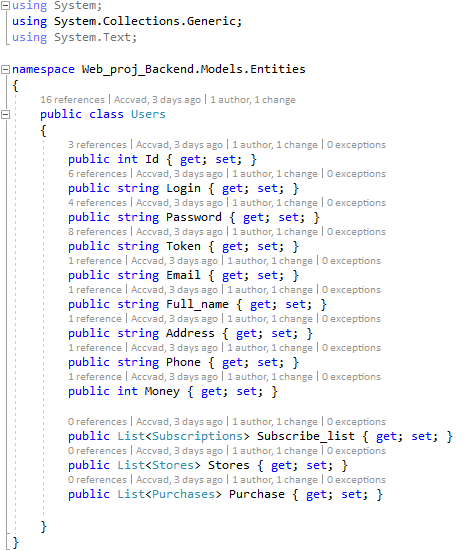 using System;
using System.Collections.Generic;
using System.Text;
namespace Web_proj_Backend.Models.Entities
{
16 references | Accvad, 3 days ago | 1 author, 1 change
public class Users
{
3 references | Accvad, 3 days ago | 1 author, 1 change | 0 exceptions
public int Id { get; set; }
6 references | Accvad, 3 days ago | 1 author, 1 change | 0 exceptions
public string Login { get; set; }
4 references | Accvad, 3 days ago | 1 author, 1 change | 0 exceptions
public string Password { get; set; }
8 references | Accvad, 3 days ago | 1 author, 1 change | 0 exceptions
public string Token { get; set; }
1 reference | Accvad, 3 days ago | 1 author, 1 change | 0 exceptions
public string Email { get; set; }
1 reference | Accvad, 3 days ago | 1 author, 1 change | 0 exceptions
public string Full_name { get; set; }
1 reference | Accvad, 3 days ago | 1 author, 1 change | 0 exceptions
public string Address { get; set; }
1 reference | Accvad, 3 days ago | 1 author, 1 change | 0 exceptions
public string Phone { get; set; }
1 reference | Accvad, 3 days ago | 1 author, 1 change | 0 exceptions
public int Money { get; set; }
0 references | Accvad, 3 days ago | 1 author, 1 change | 0 exceptions
public List<Subscriptions> Subscribe_list { get; set; }
0 references | Accvad, 3 days ago | 1 author, 1 change | 0 exceptions
public List<Stores> Stores { get; set; }
0 references | Accvad, 3 days ago | 1 author, 1 change | 0 exceptions
public List<Purchases> Purchase { get; set; }
}
}